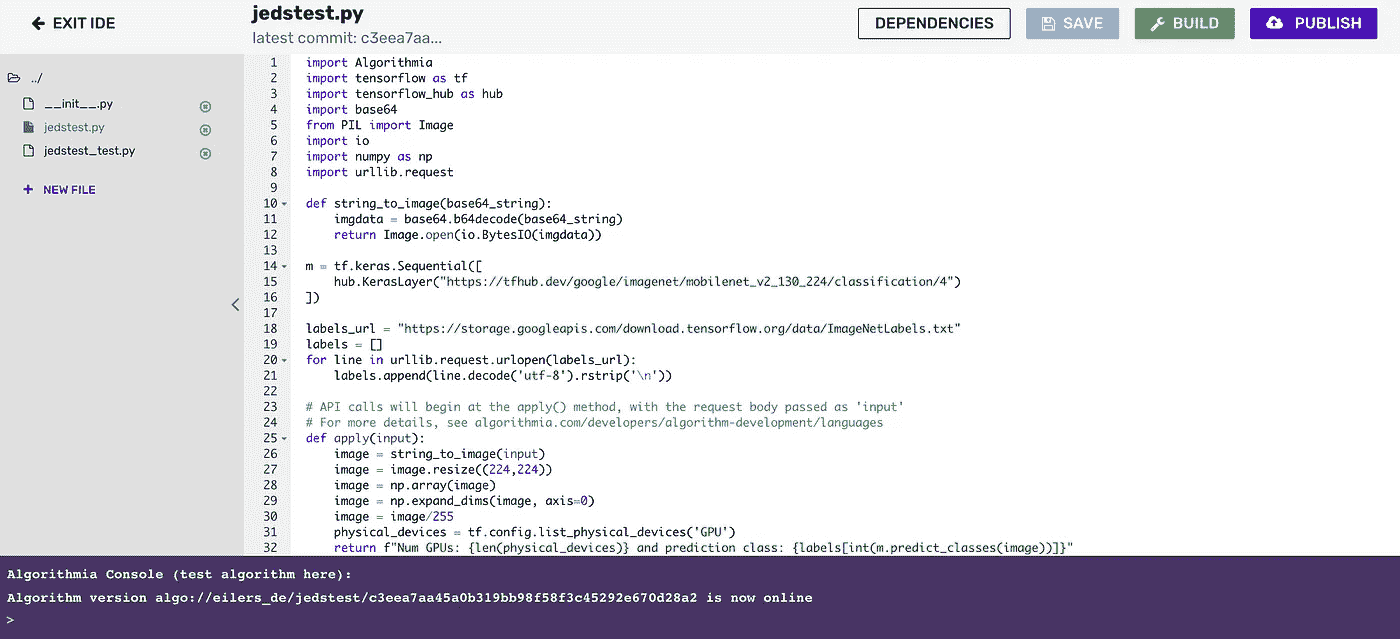 EXIT IDE
jedstest.py
latest commit: c3eea7aa...
DEPENDENCIES
SAVE
BUILD
PUBLISH
../
__init__.py
jedstest.py
jedstest_test.py
+ NEW FILE
1 import Algorithmia
2 import tensorflow as tf
3 import tensorflow_hub as hub
4 import base64
5 from PIL import Image
6 import io
7 import numpy as np
8 import urllib.request
9
10 def string_to_image(base64_string):
11     imgdata = base64.b64decode(base64_string)
12     return Image.open(io.BytesIO(imgdata))
13
14 m = tf.keras.Sequential([
15     hub.KerasLayer("https://tfhub.dev/google/imagenet/mobilenet_v2_130_224/classification/4")
16 ])
17
18 labels_url = "https://storage.googleapis.com/download.tensorflow.org/data/ImageNetLabels.txt"
19 labels = []
20 for line in urllib.request.urlopen(labels_url):
21     labels.append(line.decode('utf-8').rstrip('\n'))
22
23 # API calls will begin at the apply() method, with the request body passed as 'input'
24 # For more details, see algorithmia.com/developers/algorithm-development/languages
25 def apply(input):
26     image = string_to_image(input)
27     image = image.resize((224,224))
28     image = np.array(image)
29     image = np.expand_dims(image, axis=0)
30     image = image/255
31     physical_devices = tf.config.list_physical_devices('GPU')
32     return f"Num GPUs: {len(physical_devices)} and prediction class: {labels[int(m.predict_classes(image))]}"
Algorithmia Console (test algorithm here):
Algorithm version algo://eilers_de/jedstest/c3eea7aa45a0b319bb98f58f3c45292e670d28a2 is now online
>